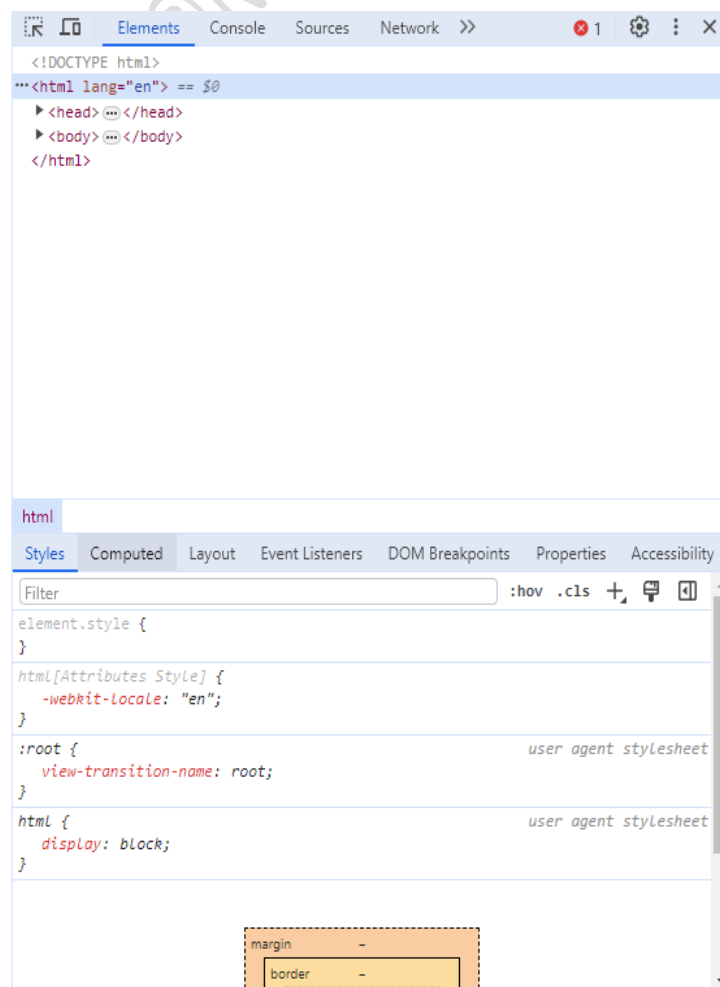 Elements Console Sources Network >> 1
<!DOCTYPE html>
···<html lang="en"> == $0
<head>···</head>
<body>···</body>
</html>
html
Styles Computed Layout Event Listeners DOM Breakpoints Properties Accessibility
Filter :hov .cls +
element.style {
}
html[Attributes Style] {
-webkit-locale: "en";
}
:root { user agent stylesheet
view-transition-name: root;
}
html { user agent stylesheet
display: block;
}
margin –
border –